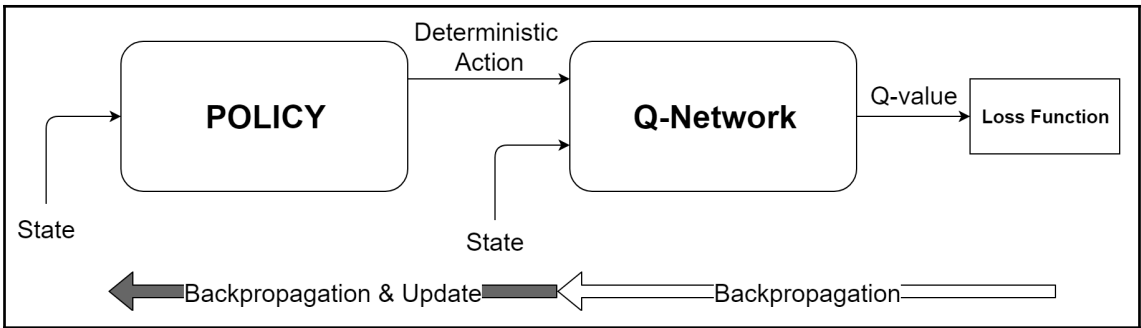 Deterministic
Action
POLICY
Q-Network
Q-value
Loss Function
State
State
Backpropagation & Update
Backpropagation